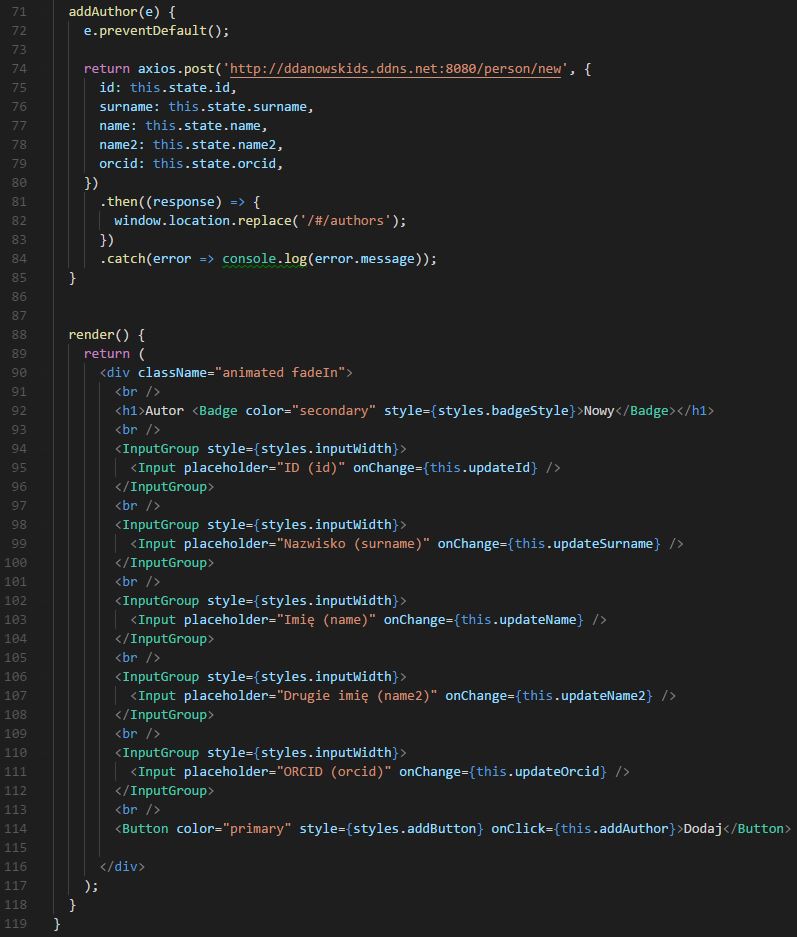 71 addAuthor(e) {
72 e.preventDefault();
73
74 return axios.post('http://ddanowskids.ddns.net:8080/person/new', {
75 id: this.state.id,
76 surname: this.state.surname,
77 name: this.state.name,
78 name2: this.state.name2,
79 orcid: this.state.orcid,
80 })
81 .then((response) => {
82 window.location.replace('/#/authors');
83 })
84 .catch(error => console.log(error.message));
85 }
86
87
88 render() {
89 return (
90 <div className="animated fadeIn">
91 <br />
92 <h1>Autor <Badge color="secondary" style={styles.badgeStyle}>Nowy</Badge></h1>
93 <br />
94 <InputGroup style={styles.inputWidth}>
95 <Input placeholder="ID (id)" onChange={this.updateId} />
96 </InputGroup>
97 <br />
98 <InputGroup style={styles.inputWidth}>
99 <Input placeholder="Nazwisko (surname)" onChange={this.updateSurname} />
100 </InputGroup>
101 <br />
102 <InputGroup style={styles.inputWidth}>
103 <Input placeholder="Imię (name)" onChange={this.updateName} />
104 </InputGroup>
105 <br />
106 <InputGroup style={styles.inputWidth}>
107 <Input placeholder="Drugie imię (name2)" onChange={this.updateName2} />
108 </InputGroup>
109 <br />
110 <InputGroup style={styles.inputWidth}>
111 <Input placeholder="ORCID (orcid)" onChange={this.updateOrcid} />
112 </InputGroup>
113 <br />
114 <Button color="primary" style={styles.addButton} onClick={this.addAuthor}>Dodaj</Button>
115
116 </div>
117 );
118 }
119 }